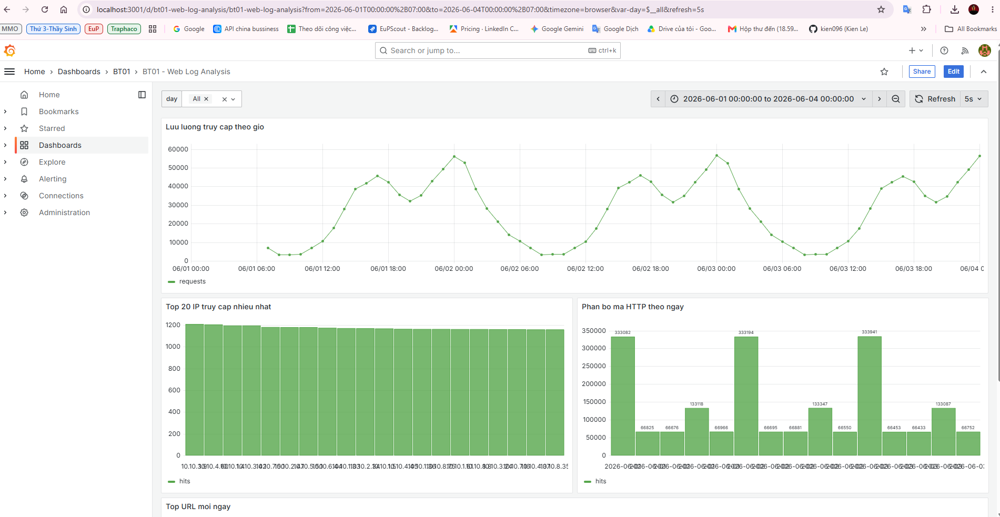 localhost:3001/d/bt01-web-log-analysis/bt01-web-log-analysis?from=2026-06-01T00:00:00%2B07:00&to=2026-06-04T00:00:00%2B07:00&timezone=browser&var-day=$__all&refresh=5s
MMO Thứ 3-Thầy Sinh EuP Traphaco Google API china bussiness Theo dõi công việc... EuPScout - Backlog... Pricing · LinkedIn C... Google Gemini Google Dịch Drive của tôi - Goo... Hộp thư đến (18.59... kien096 (Kien Le) » All Bookmarks
Search or jump to... ctrl+k
Home › Dashboards › BT01 › BT01 - Web Log Analysis Share Edit
Home
Bookmarks
Starred
Dashboards
Explore
Alerting
Connections
Administration
day All 2026-06-01 00:00:00 to 2026-06-04 00:00:00 Refresh 5s
Luu luong truy cap theo gio
60000
50000
40000
30000
20000
10000
0
06/01 00:00 06/01 06:00 06/01 12:00 06/01 18:00 06/02 00:00 06/02 06:00 06/02 12:00 06/02 18:00 06/03 00:00 06/03 06:00 06/03 12:00 06/03 18:00 06/04 0
requests
Top 20 IP truy cap nhieu nhat
1200
1000
800
600
400
200
0
hits
Phan bo ma HTTP theo ngay
350000
300000
250000
200000
150000
100000
50000
0
333082 66825 66676 133118 66966 333194 66695 66881 133347 66550 333941 66453 66433 133087 66752
hits
Top URL moi ngay